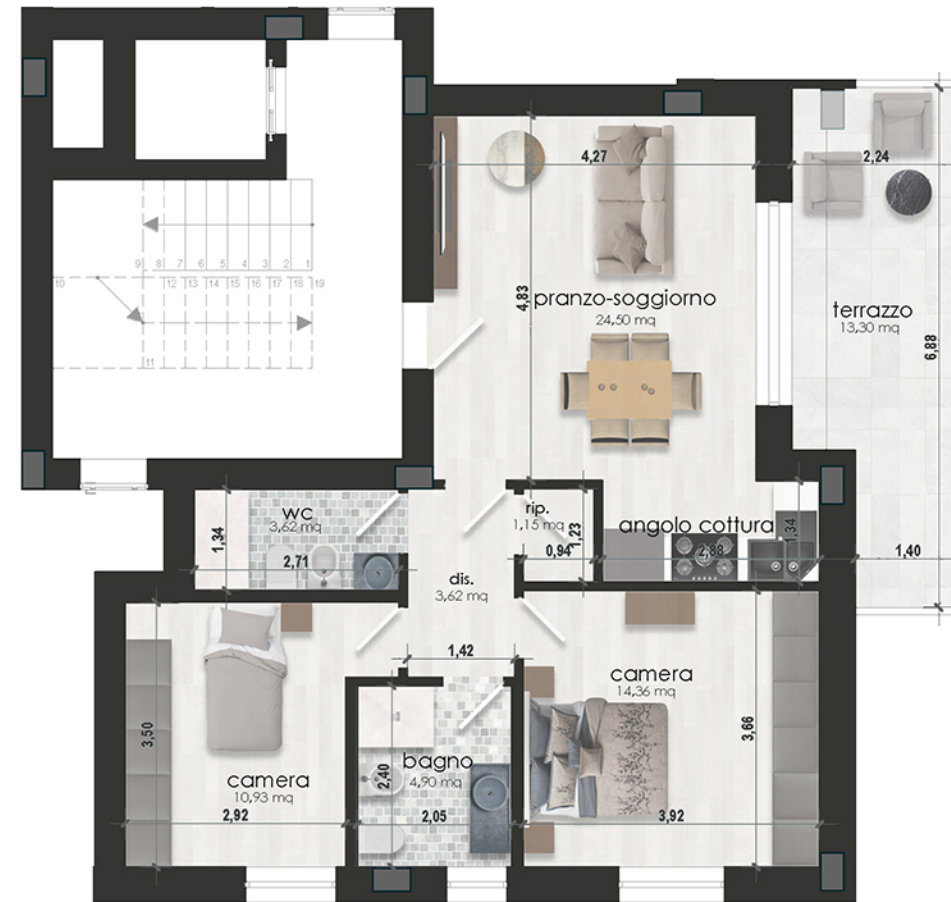 4,27
2,24
9 8 7 6 5 4 3 2 1
10 12 13 14 15 16 17 18 19
11
4,83
pranzo-soggiorno
24,50 mq
terrazzo
13,30 mq
6,88
wc
3,62 mq
1,34
2,71
rip.
1,15 mq
1,23
0,94
angolo cottura
2,88
1,34
1,40
dis.
3,62 mq
1,42
camera
14,36 mq
3,66
3,92
3,50
camera
10,93 mq
2,92
bagno
4,90 mq
2,40
2,05